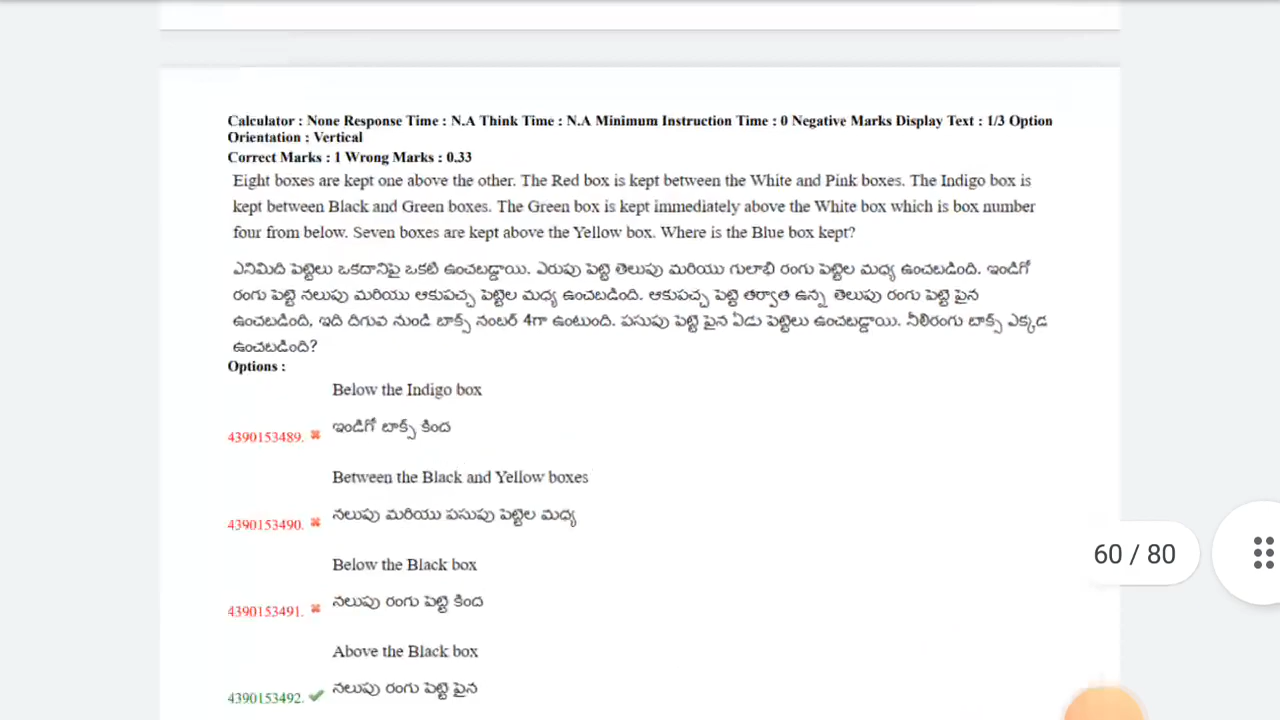 Calculator : None Response Time : N.A Think Time : N.A Minimum Instruction Time : 0 Negative Marks Display Text : 1/3 Option
Orientation : Vertical
Correct Marks : 1 Wrong Marks : 0.33
Eight boxes are kept one above the other. The Red box is kept between the White and Pink boxes. The Indigo box is
kept between Black and Green boxes. The Green box is kept immediately above the White box which is box number
four from below. Seven boxes are kept above the Yellow box. Where is the Blue box kept?
ఎనిమిది పెట్టెలు ఒకదానిపై ఒకటి ఉంచబడ్డాయి. ఎరుపు పెట్టె తెలుపు మరియు గులాభి రంగు పెట్టెల మధ్య ఉంచబడింది. ఇండిగో
రంగు పెట్టె నలుపు మరియు ఆకుపచ్చ పెట్టెల మధ్య ఉంచబడింది. ఆకుపచ్చ పెట్టె తర్వాత ఉన్న తెలుపు రంగు పెట్టె పైన
ఉంచబడింది, ఇది దిగువ నుండి బాక్స్ నంబర్ 4గా ఉంటుంది. పసుపు పెట్టె పైన ఏడు పెట్టెలు ఉంచబడ్డాయి. నీలిరంగు బాక్స్ ఎక్కడ
ఉంచబడింది?
Options :
Below the Indigo box
ఇండిగో బాక్స్ కింద
4390153489.
Between the Black and Yellow boxes
నలుపు మరియు పసుపు పెట్టెల మధ్య
4390153490.
Below the Black box
నలుపు రంగు పెట్టె కింద
4390153491.
Above the Black box
నలుపు రంగు పెట్టె పైన
4390153492.
60 / 80